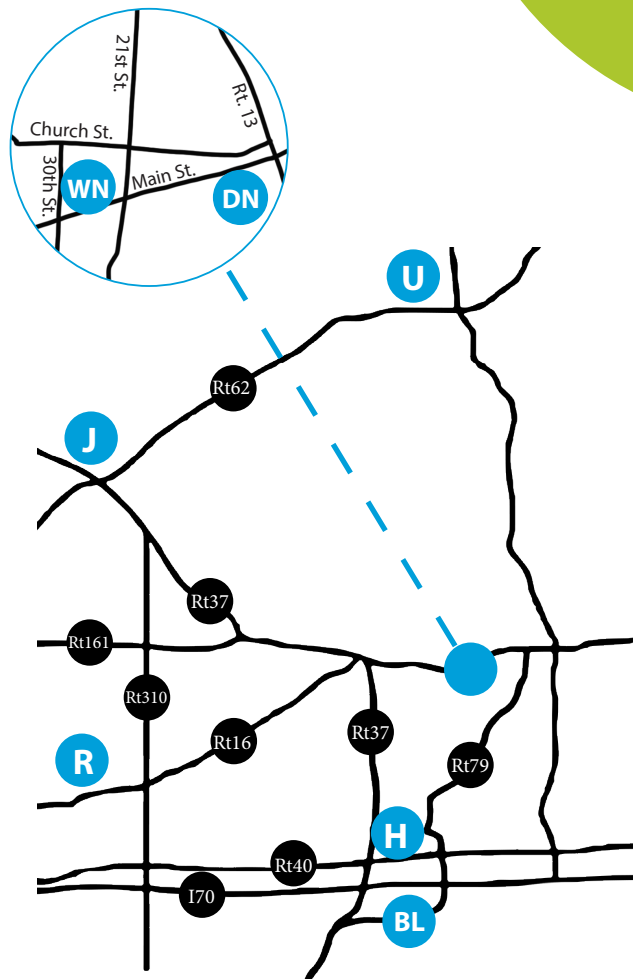 21st St.
Rt. 13
Church St.
30th St.
WN
Main St.
DN
U
Rt62
J
Rt37
Rt161
Rt310
Rt16
Rt37
R
Rt79
H
Rt40
I70
BL